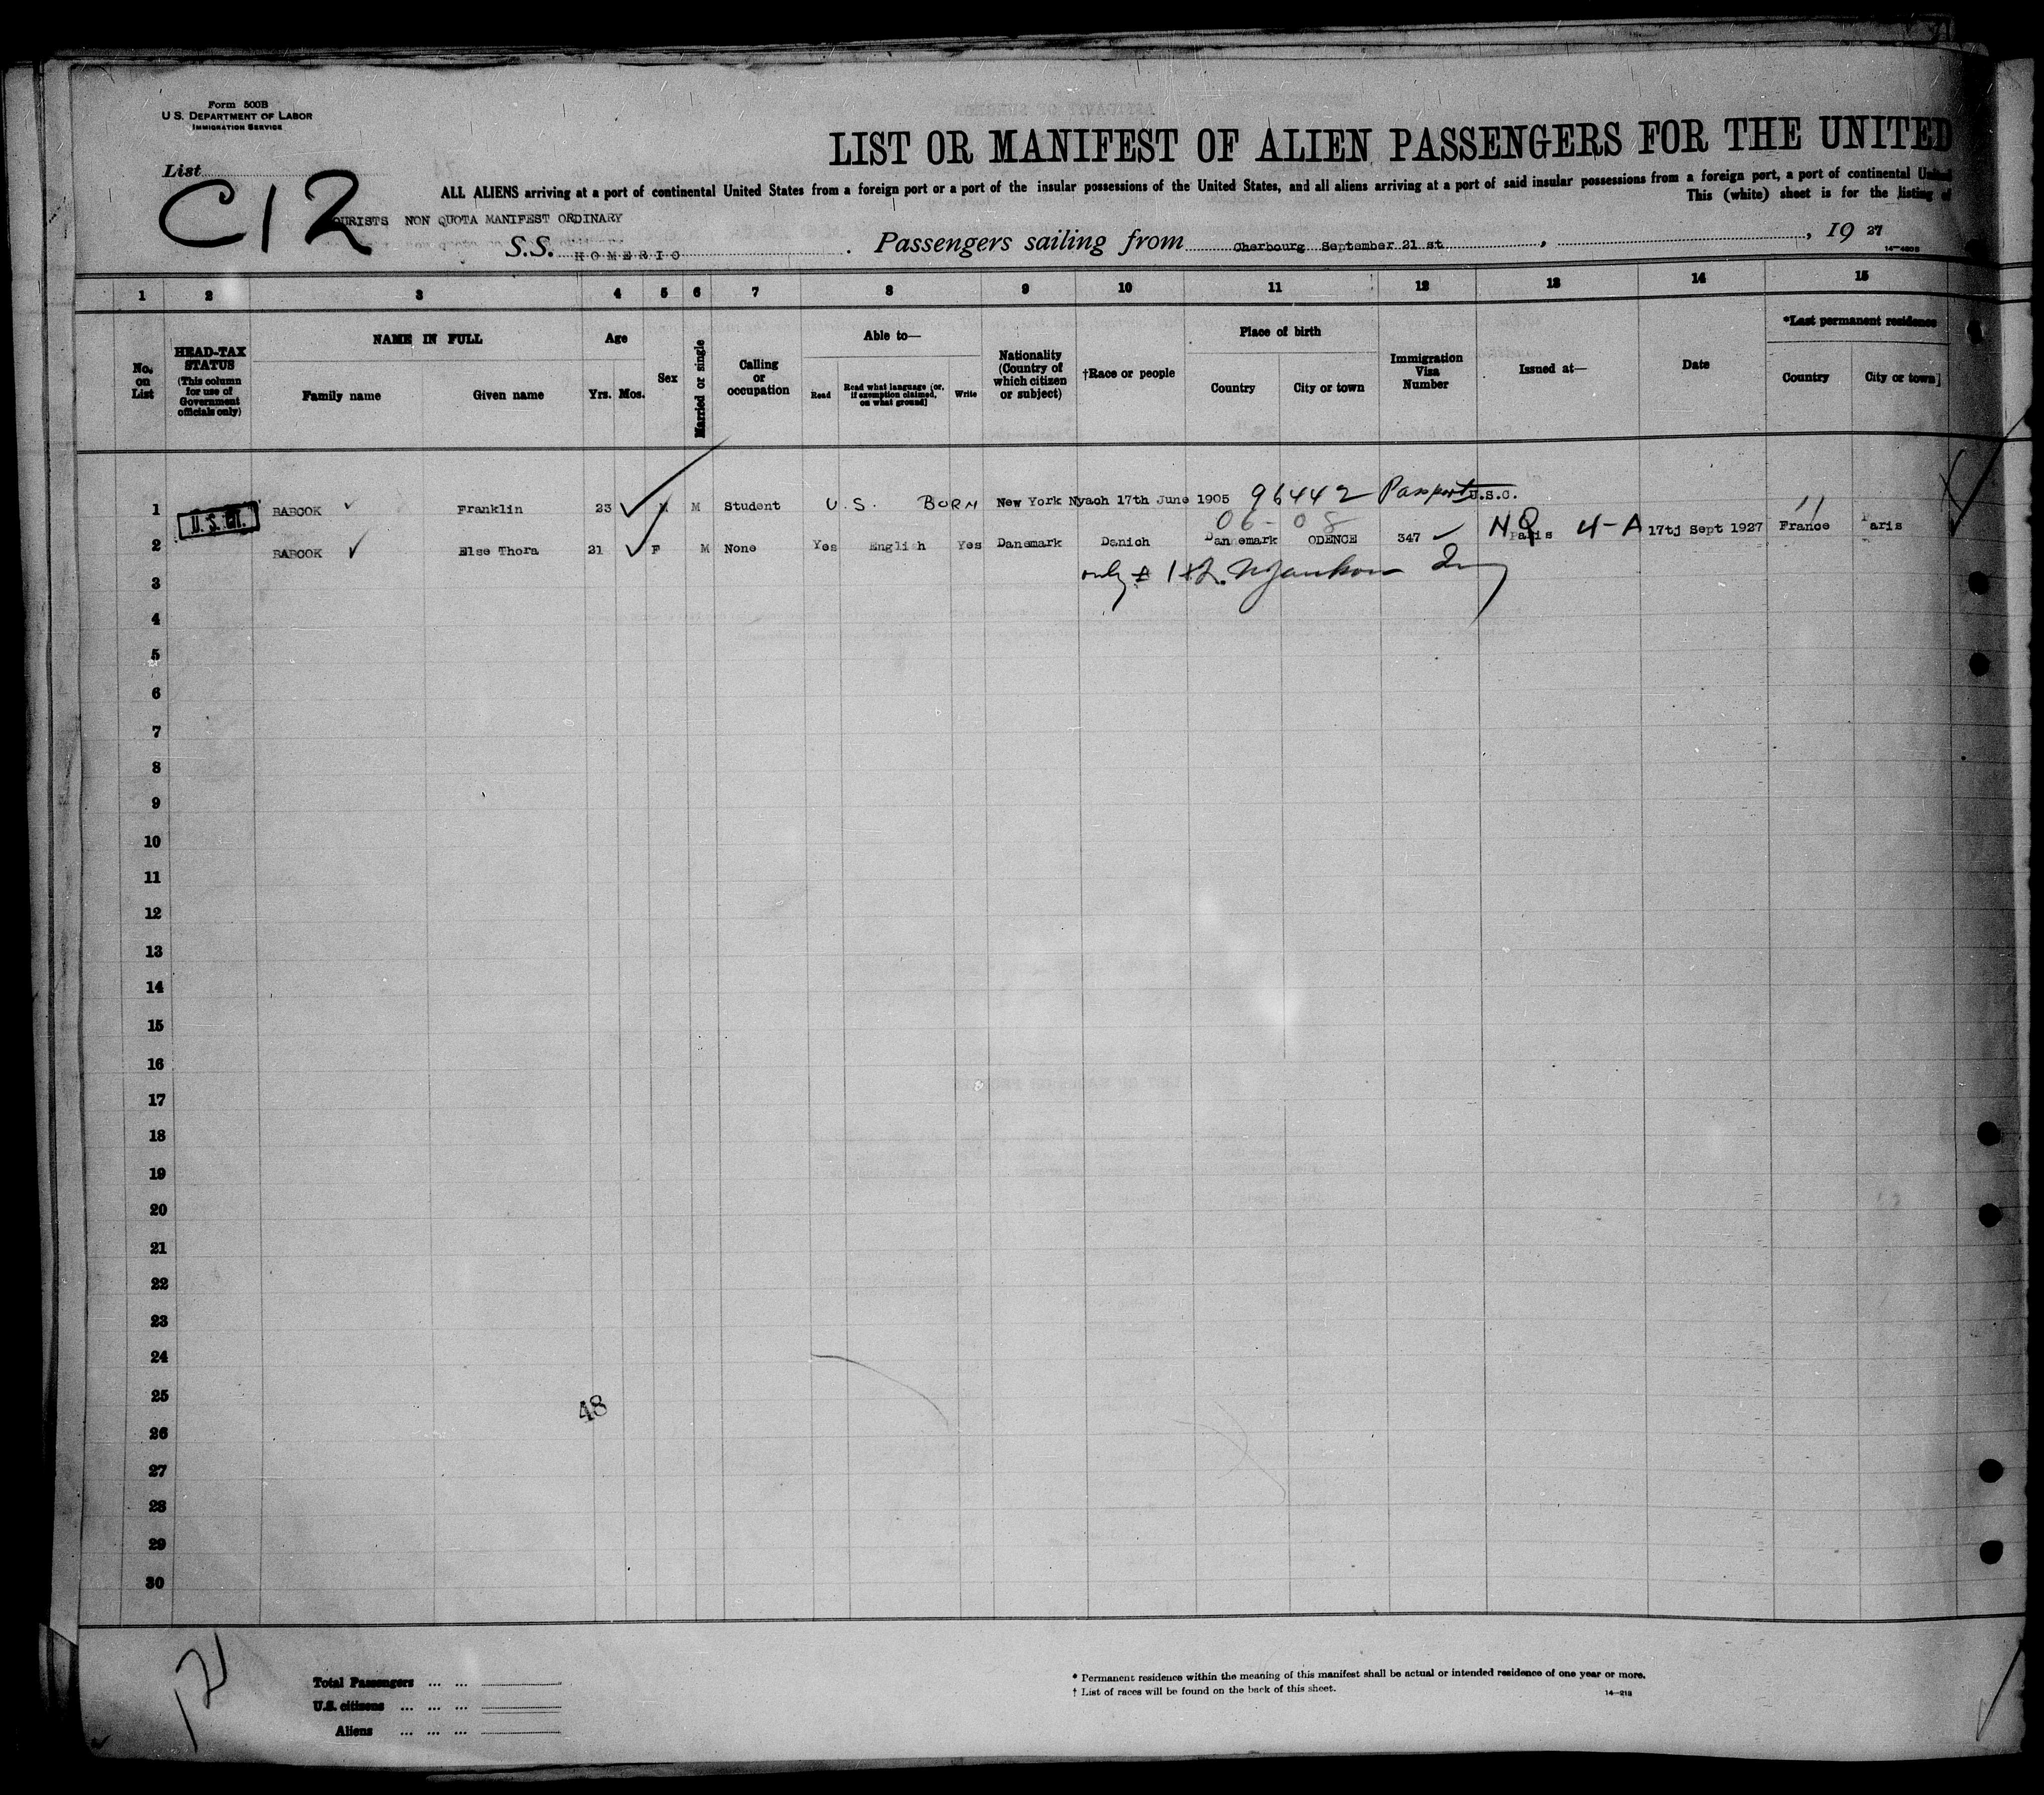 Form 500B
U.S. DEPARTMENT OF LABOR
IMMIGRATION SERVICE
List
C12
LIST OR MANIFEST OF ALIEN PASSENGERS FOR THE UNITED
ALL ALIENS arriving at a port of continental United States from a foreign port or a port of the insular possessions of the United States, and all aliens arriving at a port of said insular possessions from a foreign port, a port of continental United
This (white) sheet is for the listing of
OURISTS NON QUOTA MANIFEST ORDINARY
S.S. HOMERIC. Passengers sailing from Cherbourg September 21 st, , 19 27
14-4606
1 2 3 4 5 6 7 8 9 10 11 12 13 14 15
No. on List
HEAD-TAX STATUS (This column for use of Government officials only)
NAME IN FULL
Family name Given name
Age
Yrs. Mos.
Sex
Married or single
Calling or occupation
Able to—
Read Read what language [or, if exemption claimed, on what ground] Write
Nationality (Country of which citizen or subject)
†Race or people
Place of birth
Country City or town
Immigration Visa Number
Issued at—
Date
*Last permanent residence
Country City or town]
1 U.S. CIT. BABCOK Franklin 23 M M Student U.S. BORN New York Nyach 17th June 1905 96442 Passport U.S.C. "
06-08
2 BABCOK Else Thora 21 F M None Yes English Yes Danemark Danich Danemark ODENCE 347 NQ Paris 4-A 17tj Sept 1927 France Paris
only
3
4
5
6
7
8
9
10
11
12
13
14
15
16
17
18
19
20
21
22
23
24
25
48
26
27
28
29
30
121
Total Passengers ... ...
U.S. citizens ... ... ...
Aliens ... ... ...
* Permanent residence within the meaning of this manifest shall be actual or intended residence of one year or more.
† List of races will be found on the back of this sheet.
14-213